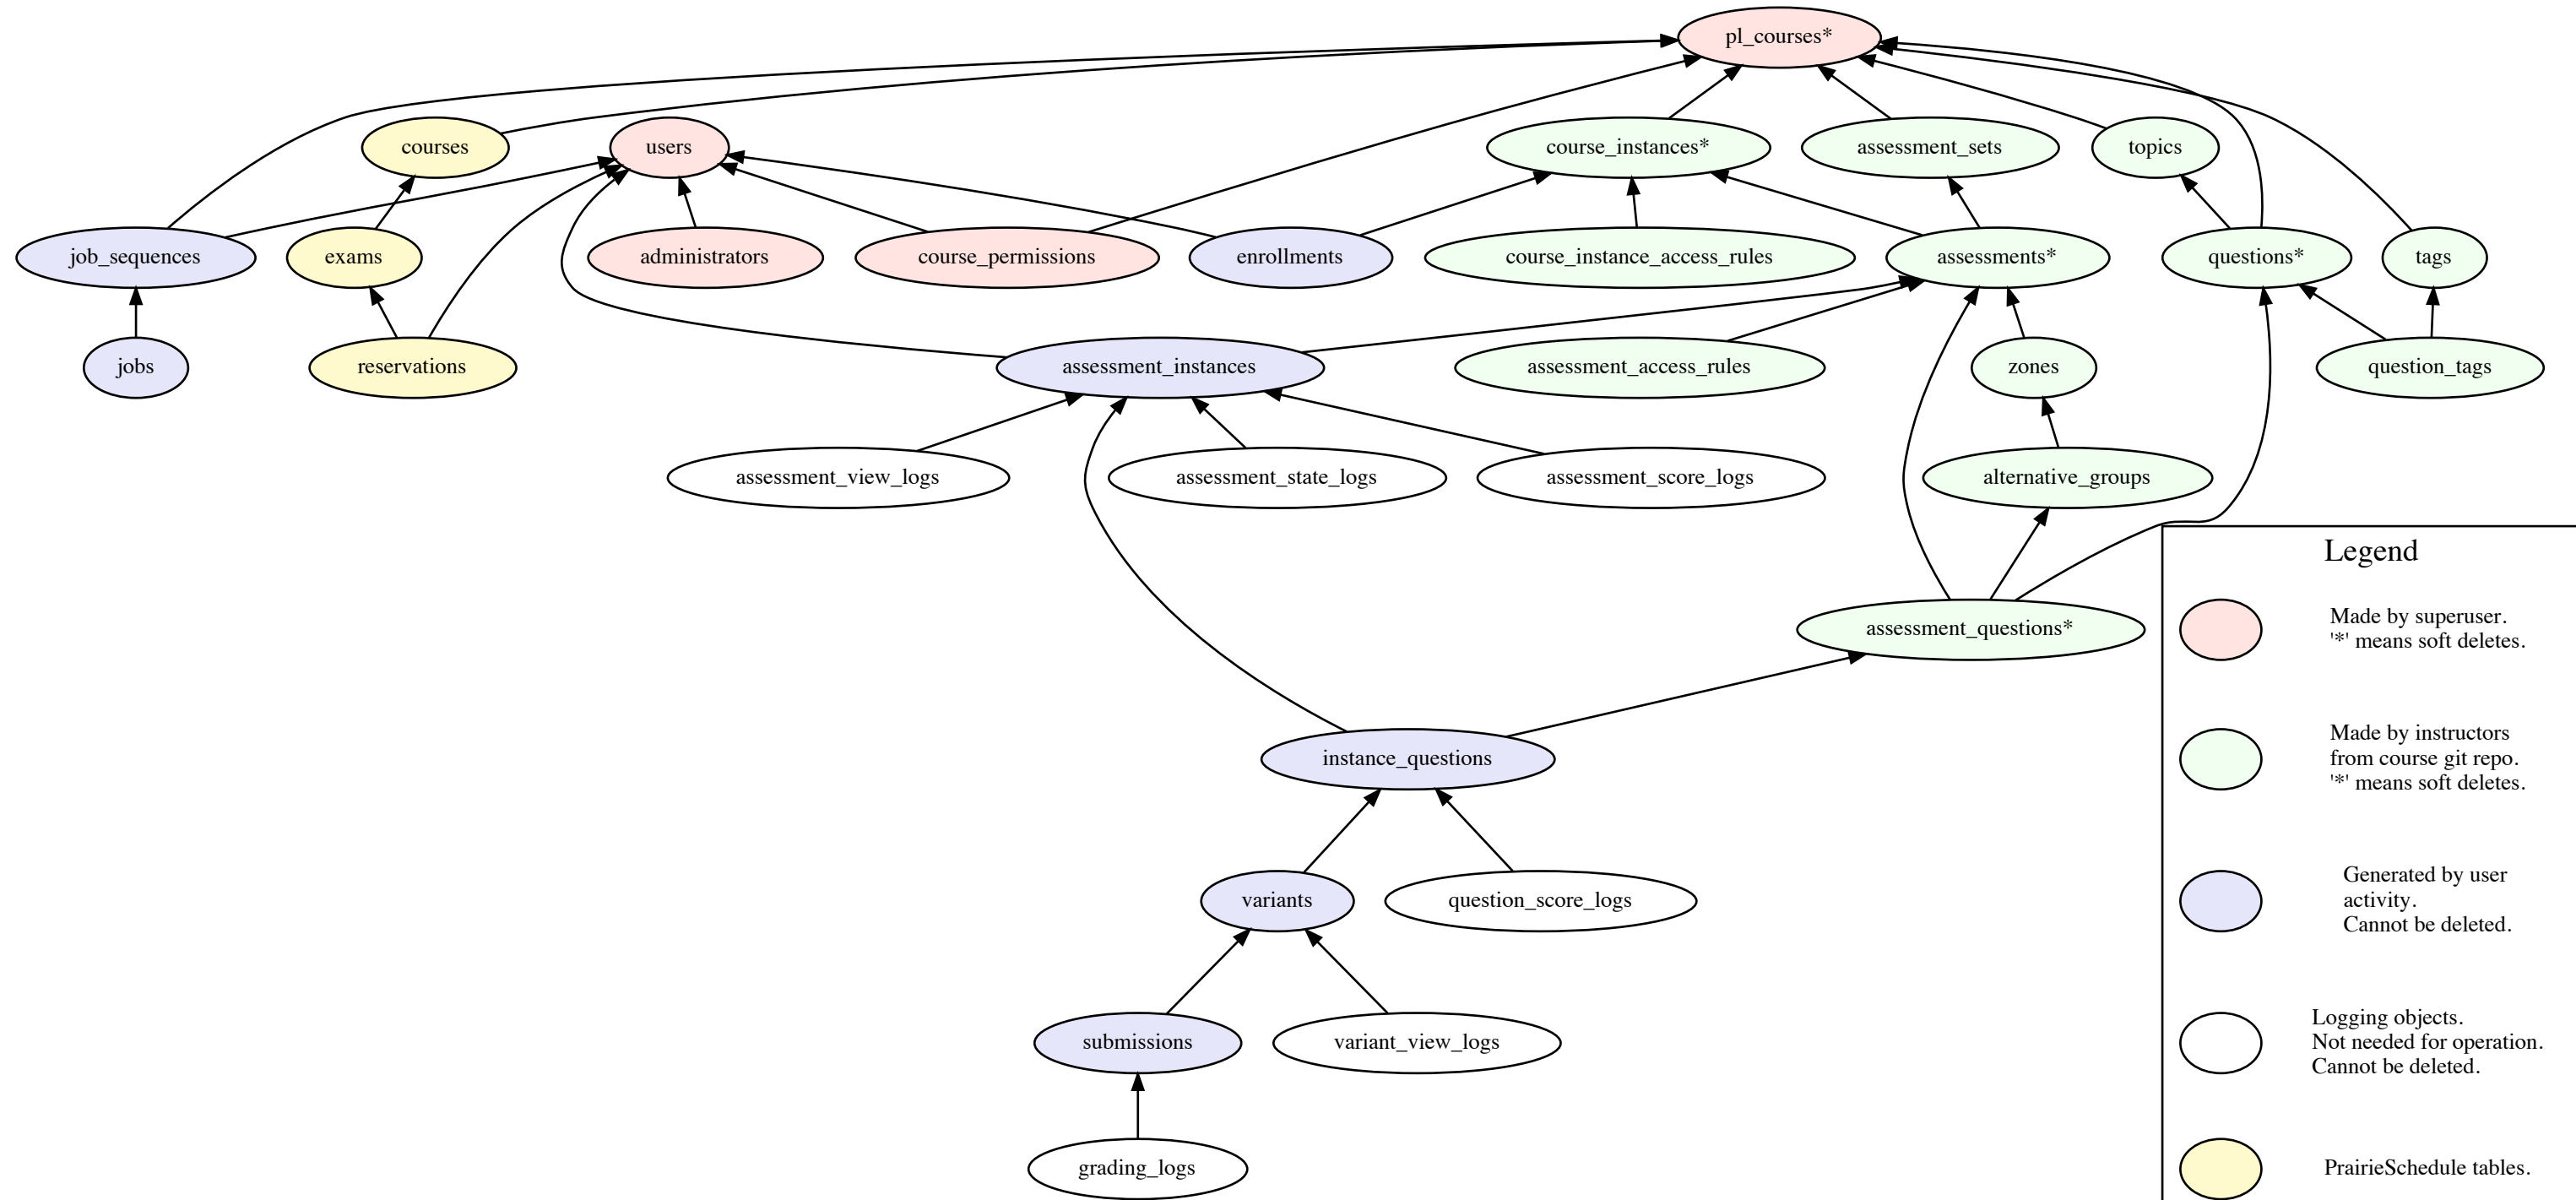 pl_courses*
courses
users
course_instances*
assessment_sets
topics
job_sequences
exams
administrators
course_permissions
enrollments
course_instance_access_rules
assessments*
questions*
tags
jobs
reservations
assessment_instances
assessment_access_rules
zones
question_tags
assessment_view_logs
assessment_state_logs
assessment_score_logs
alternative_groups
assessment_questions*
instance_questions
variants
question_score_logs
submissions
variant_view_logs
grading_logs
Legend
Made by superuser.
'*' means soft deletes.
Made by instructors
from course git repo.
'*' means soft deletes.
Generated by user
activity.
Cannot be deleted.
Logging objects.
Not needed for operation.
Cannot be deleted.
PrairieSchedule tables.